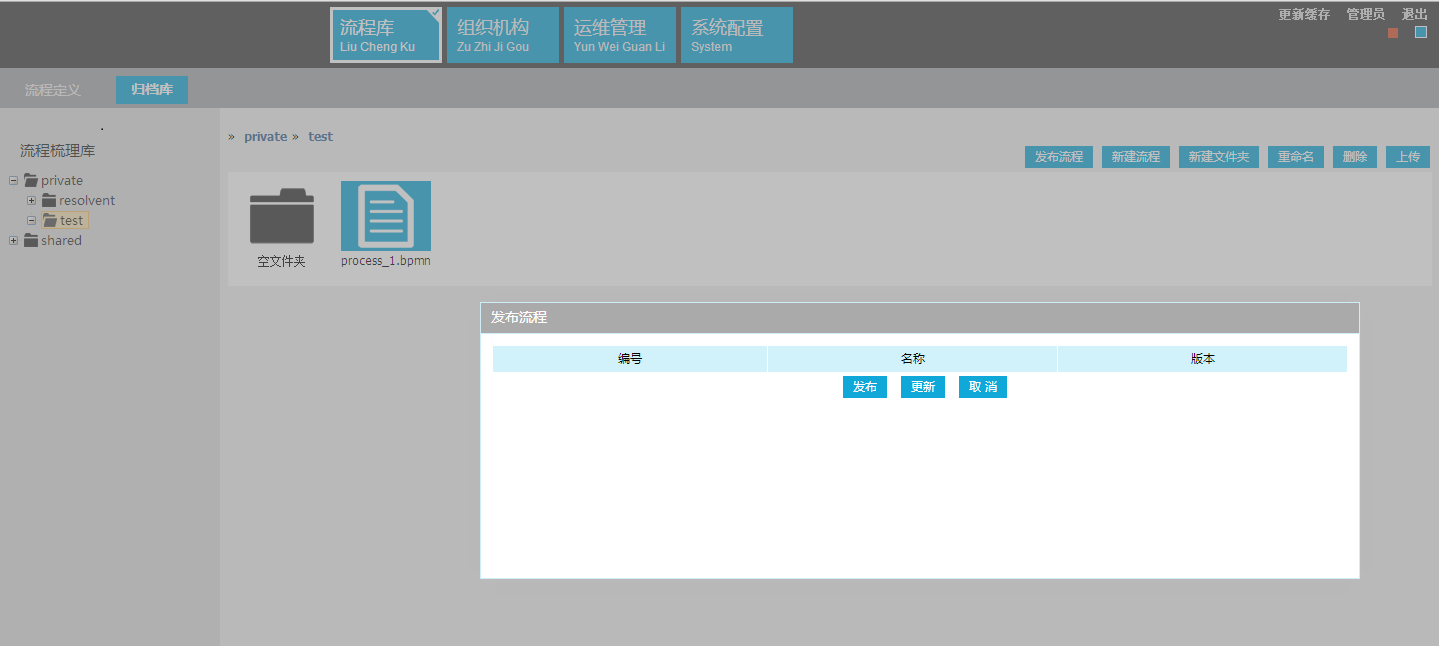 流程库
Liu Cheng Ku
组织机构
Zu Zhi Ji Gou
运维管理
Yun Wei Guan Li
系统配置
System
更新缓存 管理员 退出
流程定义 归档库
» private » test
流程梳理库
发布流程 新建流程 新建文件夹 重命名 删除 上传
private
resolvent
test
shared
空文件夹
process_1.bpmn
发布流程
编号 名称 版本
发布 更新 取 消